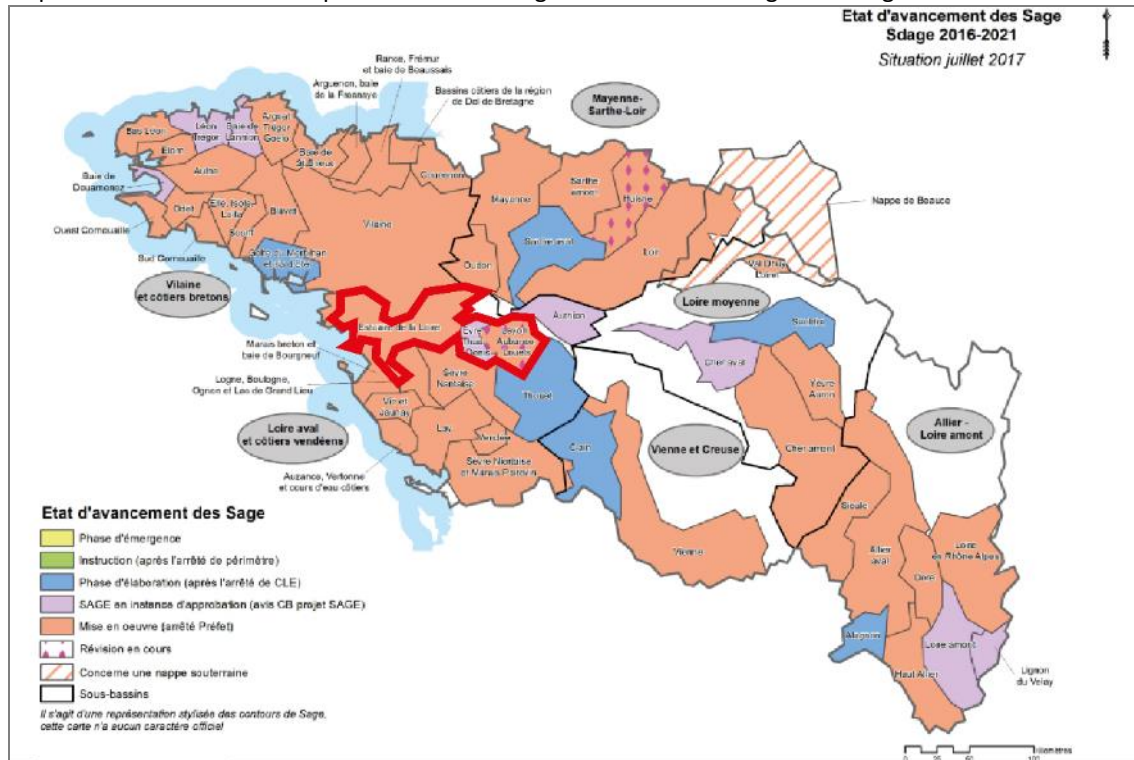 Etat d'avancement des Sage
Sdage 2016-2021
Situation juillet 2017
Rance, Frémur
et baie de Beaussais
Arguenon, baie
de la Fresnaye
Bassins côtiers de la région
de Dol de Bretagne
Mayenne-
Sarthe-Loir
Bas Léon
Léon
Trégor
Baie de
Lannion
Argoat
Trégor
Goëlo
Elorn
Aulne
Baie de
St Brieuc
Couesnon
Baie de
Douarnenez
Odet
Blavet
Scorff
Vilaine
Mayenne
Sarthe
amont
Huisne
Nappe de Beauce
Ouest Cornouaille
Sud Cornouaille
Golfe du Morbihan
Oudon
Sarthe aval
Loir
Vilaine
et côtiers bretons
Loire moyenne
Estuaire de la Loire
Authion
Sauldre
Marais breton et
baie de Bourgneuf
Evre
Thau
Layon
Aubance
Cher aval
Logne, Boulogne,
Ognon et Lac de Grand Lieu
Sèvre
Nantaise
Thouet
Yèvre
Auron
Vie et
Jaunay
Loire aval
et côtiers vendéens
Lay
Vendée
Clain
Vienne et Creuse
Allier -
Loire amont
Cher amont
Sèvre Niortaise
et Marais Poitevin
Auzance, Vertonne
et cours d'eau côtiers
Sioule
Vienne
Allier
aval
Dore
Loire
en Rhône Alpes
Alagnon
Loire amont
Haut Allier
Lignon
du Velay
Etat d'avancement des Sage
Phase d'émergence
Instruction (après l'arrêté de périmètre)
Phase d'élaboration (après l'arrêté de CLE)
SAGE en instance d'approbation (avis CB projet SAGE)
Mise en oeuvre (arrêté Préfet)
Révision en cours
Concerne une nappe souterraine
Sous-bassins
Il s'agit d'une représentation stylisée des contours de Sage,
cette carte n'a aucun caractère officiel
Kilomètres
0 25 50 100